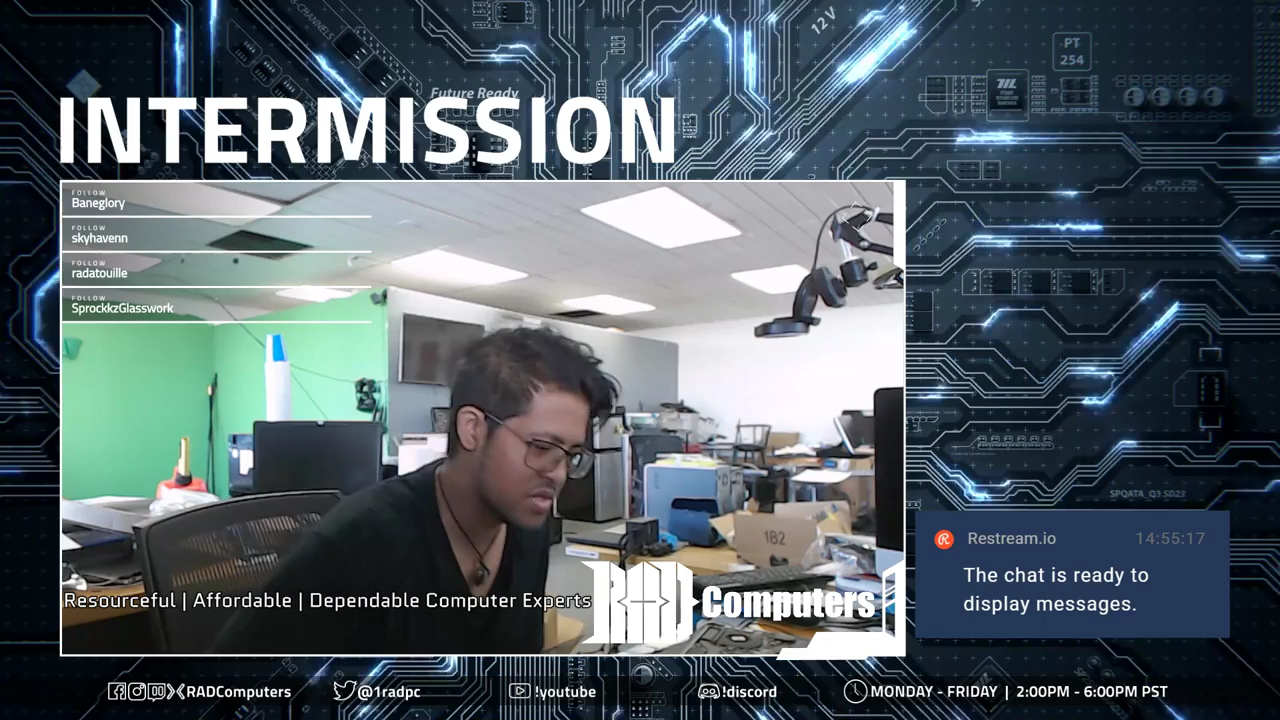 12V
PT
254
Future Ready
INTERMISSION
FOLLOW
Baneglory
FOLLOW
skyhavenn
FOLLOW
radatouille
FOLLOW
SprockkzGlasswork
1B2
SPQATA_Q3 SD23
Restream.io 14:55:17
The chat is ready to
display messages.
Resourceful | Affordable | Dependable Computer Experts
RAD Computers
RADComputers @1radpc !youtube !discord MONDAY - FRIDAY | 2:00PM - 6:00PM PST